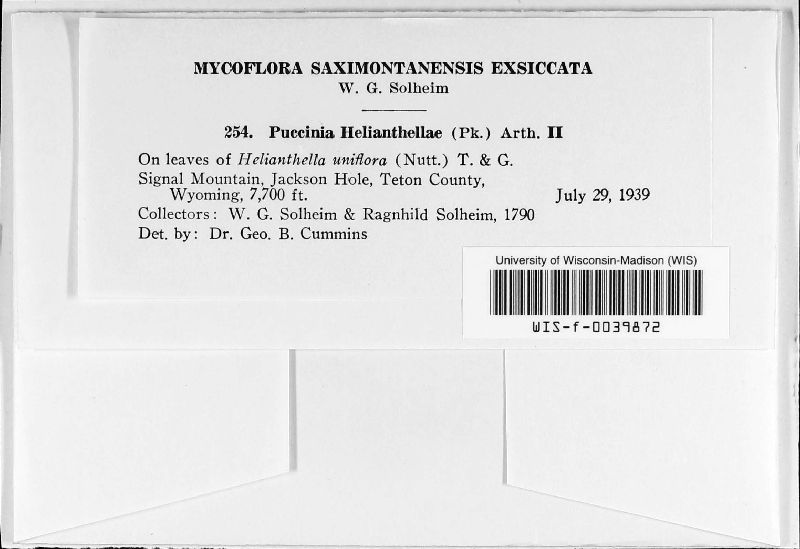 MYCOFLORA SAXIMONTANENSIS EXSICCATA
W. G. Solheim
254. Puccinia Helianthellae (Pk.) Arth. II
On leaves of Helianthella uniflora (Nutt.) T. & G.
Signal Mountain, Jackson Hole, Teton County,
Wyoming, 7,700 ft. July 29, 1939
Collectors: W. G. Solheim & Ragnhild Solheim, 1790
Det. by: Dr. Geo. B. Cummins
University of Wisconsin-Madison (WIS)
WIS-f-0039872